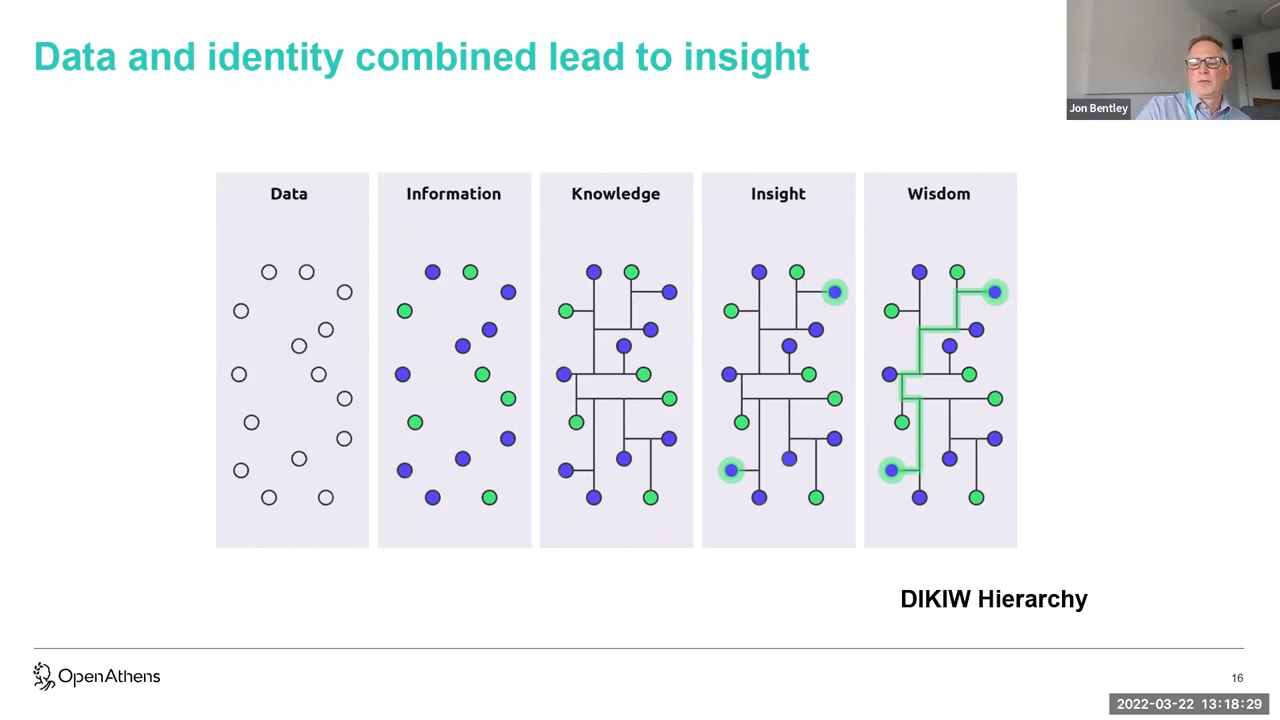 Data and identity combined lead to insight
Jon Bentley
Data
Information
Knowledge
Insight
Wisdom
DIKIW Hierarchy
OpenAthens
16
2022-03-22 13:18:29